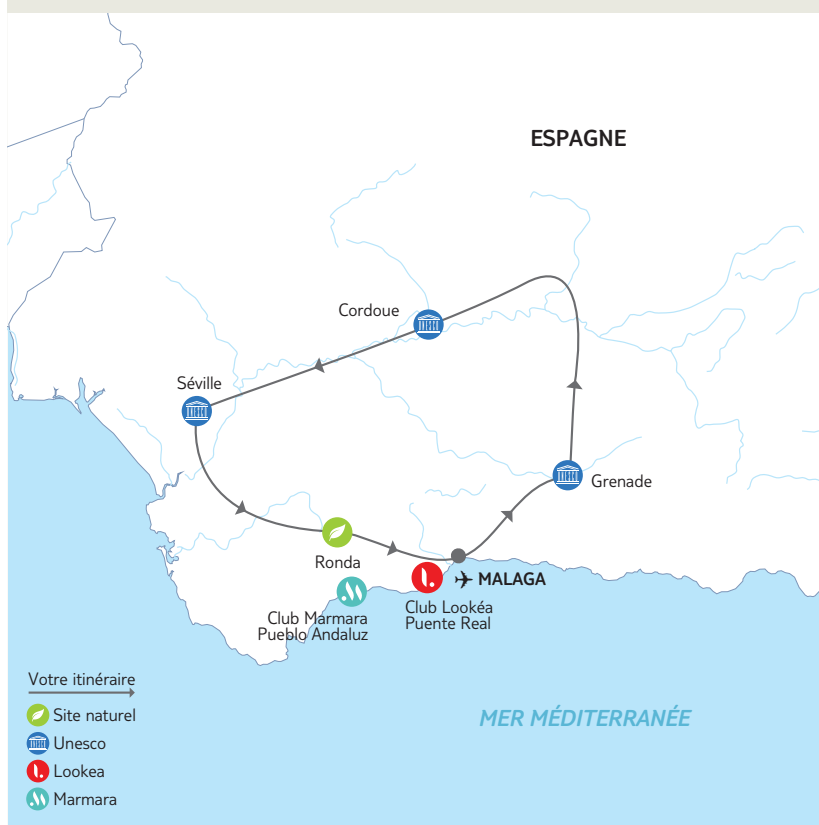 ESPAGNE
Cordoue
Séville
Grenade
Ronda
MALAGA
Club Marmara
Pueblo Andaluz
Club Lookéa
Puente Real
MER MÉDITERRANÉE
Votre itinéraire
Site naturel
Unesco
Lookea
Marmara